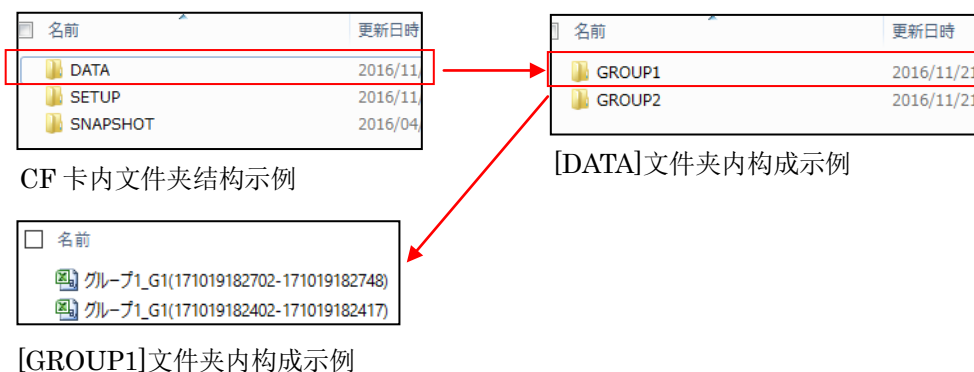 名前 更新日時
DATA 2016/11/
SETUP 2016/11,
SNAPSHOT 2016/04/
CF 卡内文件夹结构示例
名前 更新日時
GROUP1 2016/11/21
GROUP2 2016/11/21
[DATA]文件夹内构成示例
名前
グループ1_G1(171019182702-171019182748)
グループ1_G1(171019182402-171019182417)
[GROUP1]文件夹内构成示例